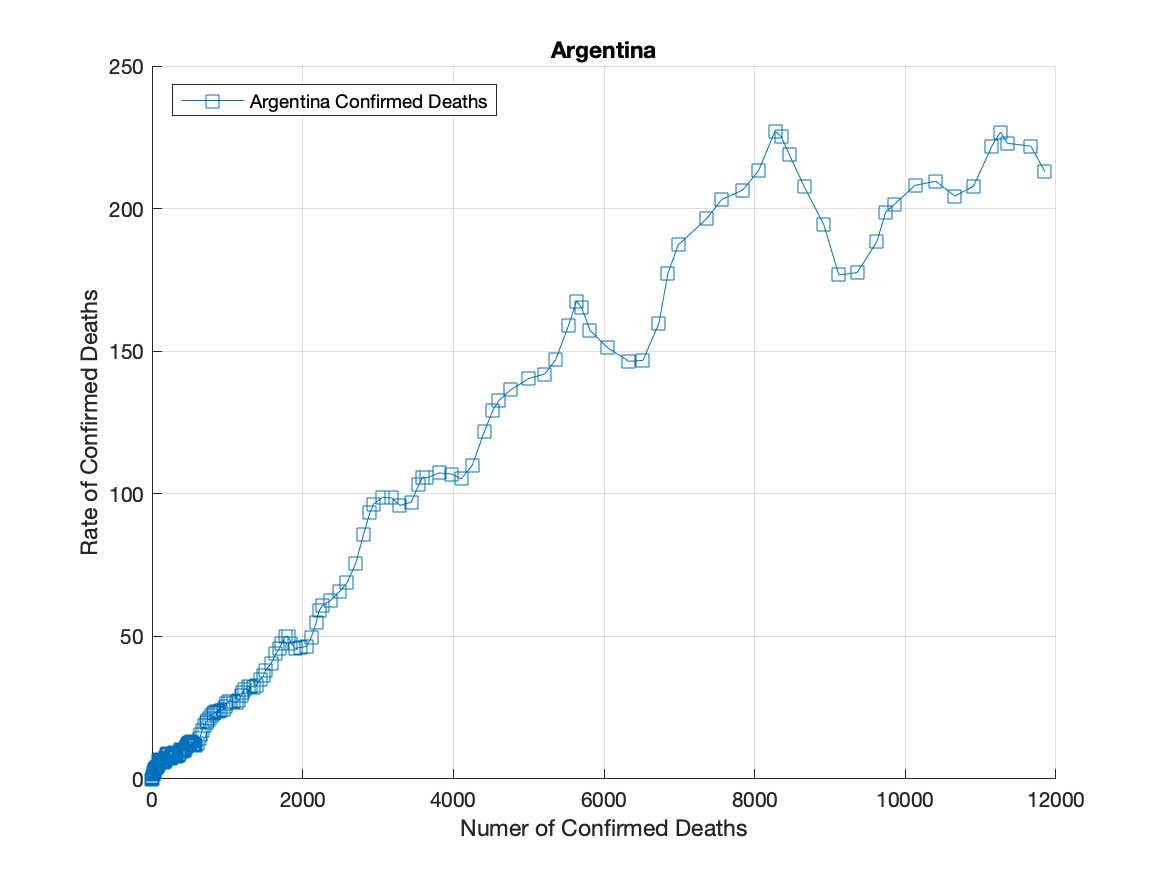 Argentina
Argentina Confirmed Deaths
250
200
150
100
50
0
Rate of Confirmed Deaths
0 2000 4000 6000 8000 10000 12000
Numer of Confirmed Deaths